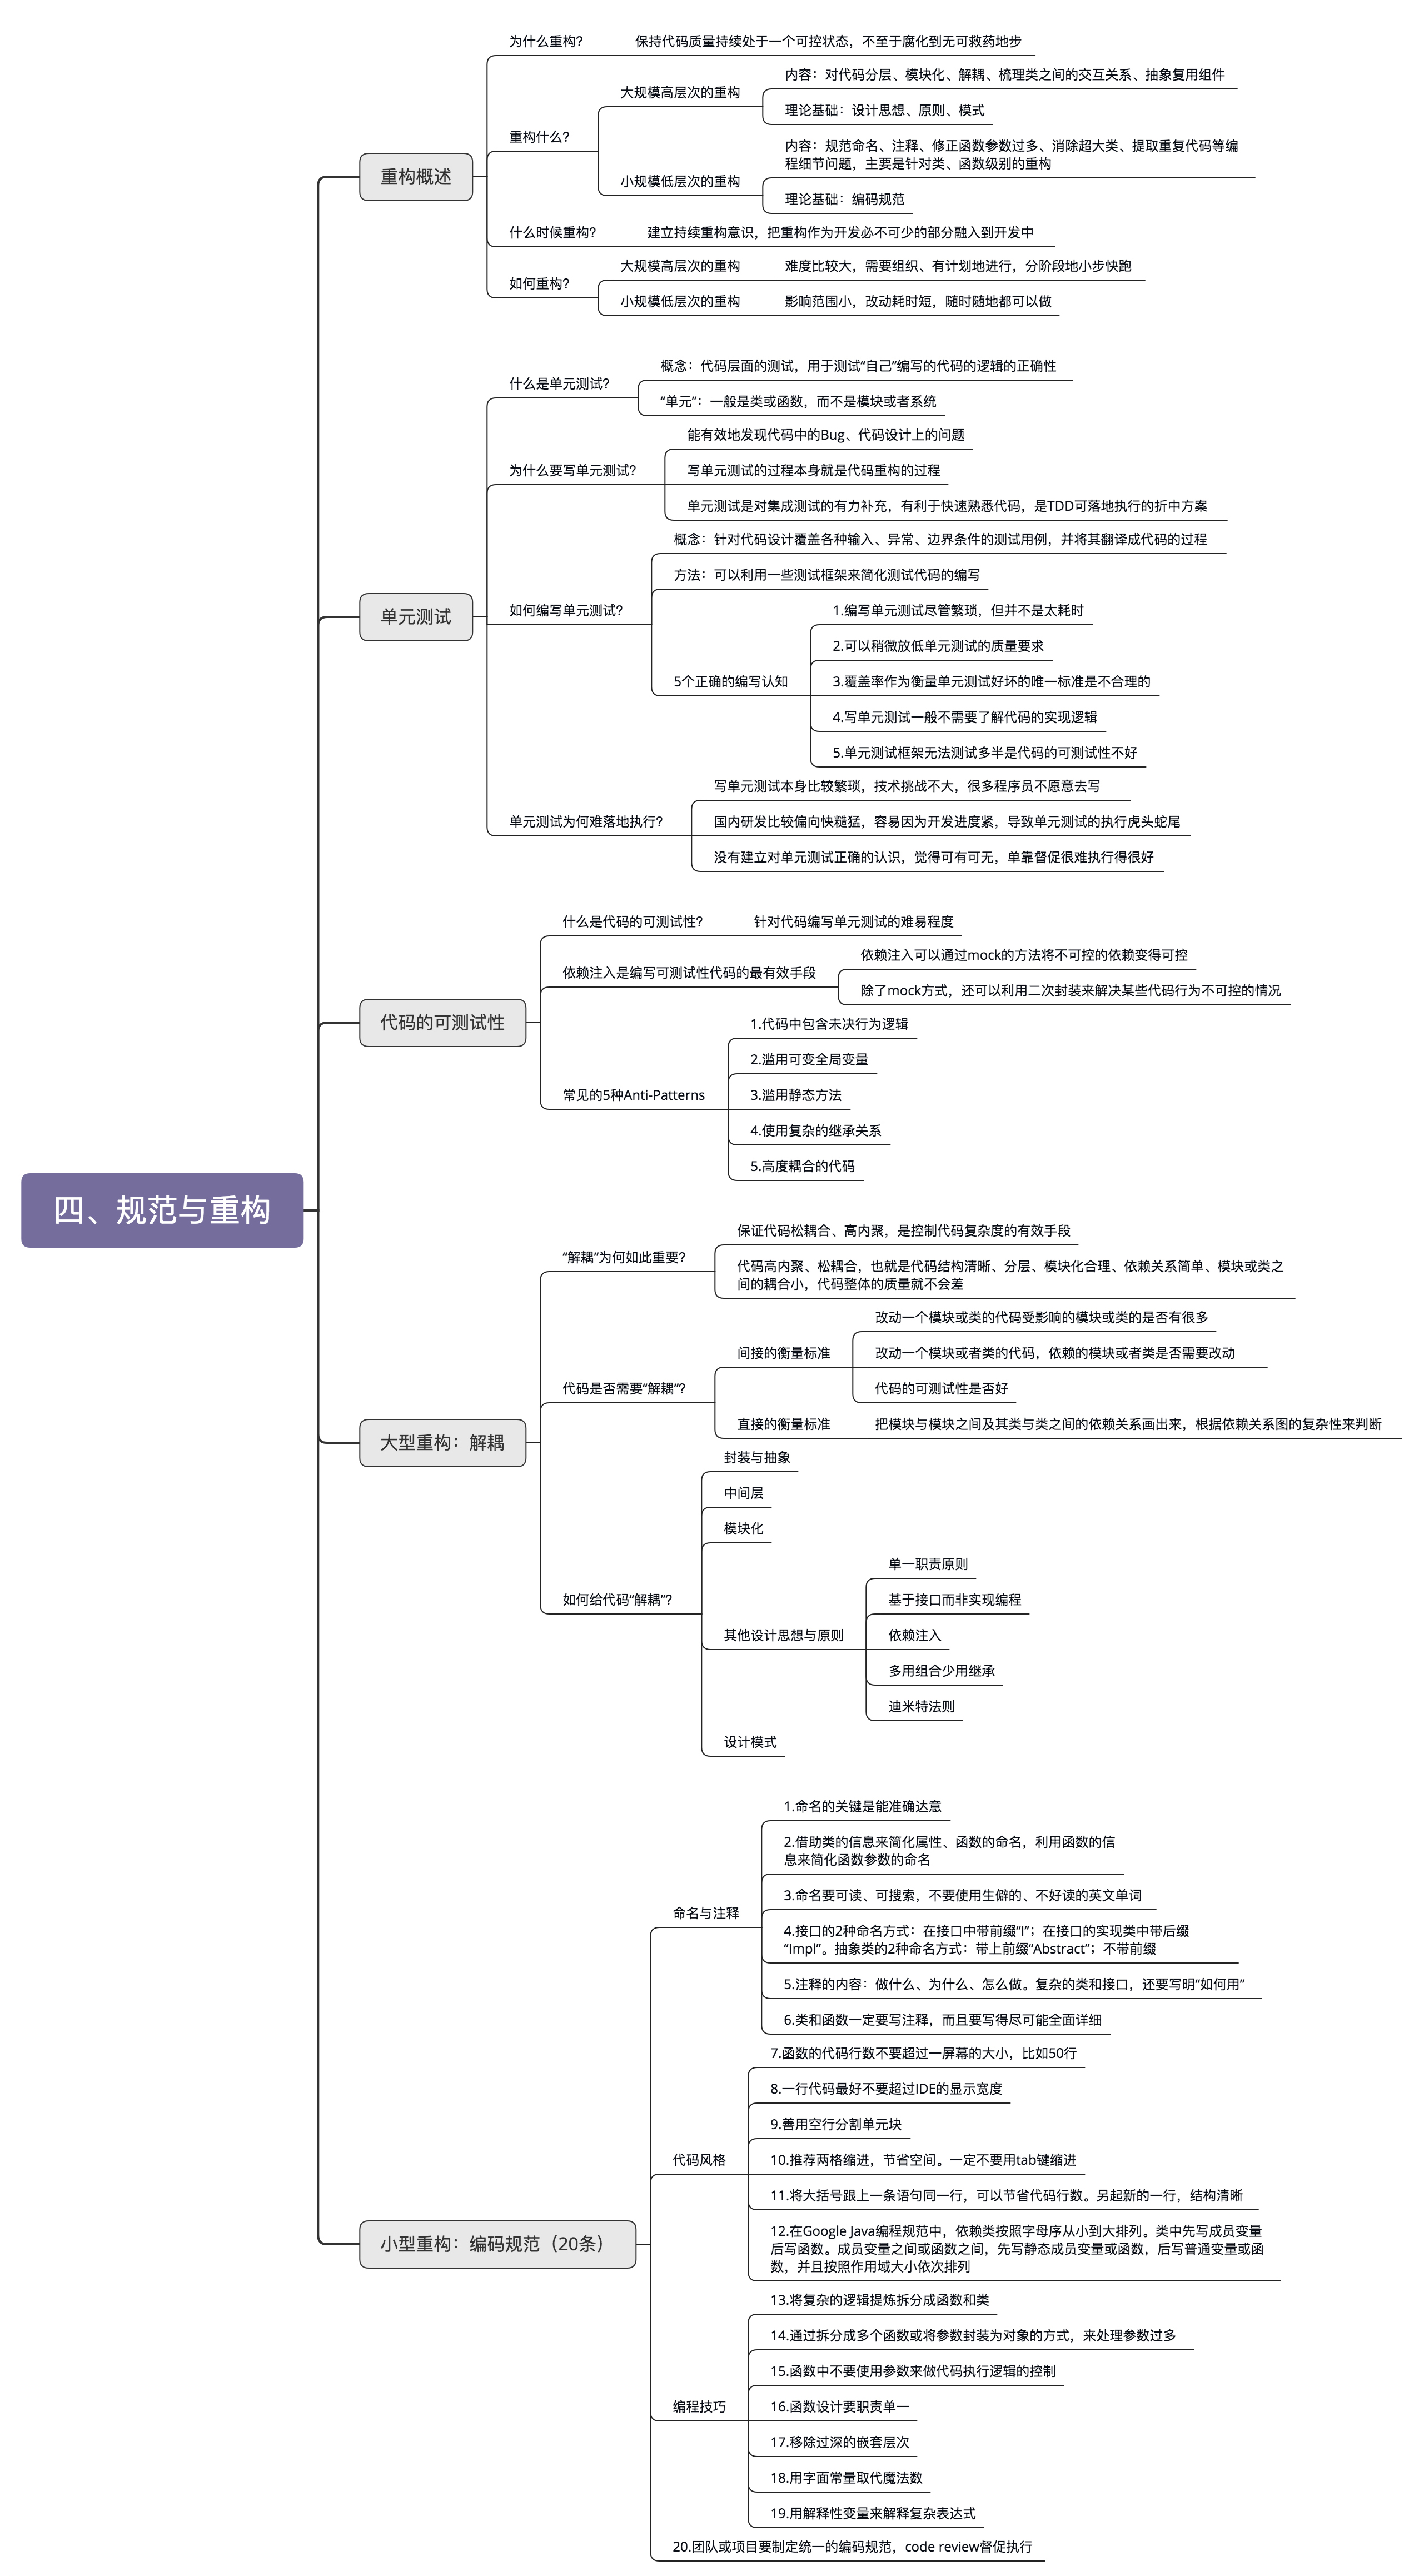 四、规范与重构
重构概述
为什么重构?
保持代码质量持续处于一个可控状态，不至于腐化到无可救药地步
重构什么?
大规模高层次的重构
内容：对代码分层、模块化、解耦、梳理类之间的交互关系、抽象复用组件
理论基础：设计思想、原则、模式
小规模低层次的重构
内容：规范命名、注释、修正函数参数过多、消除超大类、提取重复代码等编
程细节问题，主要是针对类、函数级别的重构
理论基础：编码规范
什么时候重构?
建立持续重构意识，把重构作为开发必不可少的部分融入到开发中
如何重构?
大规模高层次的重构
难度比较大，需要组织、有计划地进行，分阶段地小步快跑
小规模低层次的重构
影响范围小，改动耗时短，随时随地都可以做
单元测试
什么是单元测试?
概念：代码层面的测试，用于测试“自己”编写的代码的逻辑的正确性
“单元”：一般是类或函数，而不是模块或者系统
为什么要写单元测试?
能有效地发现代码中的Bug、代码设计上的问题
写单元测试的过程本身就是代码重构的过程
单元测试是对集成测试的有力补充，有利于快速熟悉代码，是TDD可落地执行的折中方案
如何编写单元测试?
概念：针对代码设计覆盖各种输入、异常、边界条件的测试用例，并将其翻译成代码的过程
方法：可以利用一些测试框架来简化测试代码的编写
5个正确的编写认知
1.编写单元测试尽管繁琐，但并不是太耗时
2.可以稍微放低单元测试的质量要求
3.覆盖率作为衡量单元测试好坏的唯一标准是不合理的
4.写单元测试一般不需要了解代码的实现逻辑
5.单元测试框架无法测试多半是代码的可测试性不好
单元测试为何难落地执行?
写单元测试本身比较繁琐，技术挑战不大，很多程序员不愿意去写
国内研发比较偏向快糙猛，容易因为开发进度紧，导致单元测试的执行虎头蛇尾
没有建立对单元测试正确的认识，觉得可有可无，单靠督促很难执行得很好
代码的可测试性
什么是代码的可测试性?
针对代码编写单元测试的难易程度
依赖注入是编写可测试性代码的最有效手段
依赖注入可以通过mock的方法将不可控的依赖变得可控
除了mock方式，还可以利用二次封装来解决某些代码行为不可控的情况
常见的5种Anti-Patterns
1.代码中包含未决行为逻辑
2.滥用可变全局变量
3.滥用静态方法
4.使用复杂的继承关系
5.高度耦合的代码
大型重构：解耦
“解耦”为何如此重要?
保证代码松耦合、高内聚，是控制代码复杂度的有效手段
代码高内聚、松耦合，也就是代码结构清晰、分层、模块化合理、依赖关系简单、模块或类之
间的耦合小，代码整体的质量就不会差
代码是否需要“解耦”?
间接的衡量标准
改动一个模块或类的代码受影响的模块或类的是否有很多
改动一个模块或者类的代码，依赖的模块或者类是否需要改动
代码的可测试性是否好
直接的衡量标准
把模块与模块之间及其类与类之间的依赖关系画出来，根据依赖关系图的复杂性来判断
如何给代码“解耦”?
封装与抽象
中间层
模块化
其他设计思想与原则
单一职责原则
基于接口而非实现编程
依赖注入
多用组合少用继承
迪米特法则
设计模式
小型重构：编码规范（20条）
命名与注释
1.命名的关键是能准确达意
2.借助类的信息来简化属性、函数的命名，利用函数的信
息来简化函数参数的命名
3.命名要可读、可搜索，不要使用生僻的、不好读的英文单词
4.接口的2种命名方式：在接口中带前缀“I”；在接口的实现类中带后缀
“Impl”。抽象类的2种命名方式：带上前缀“Abstract”；不带前缀
5.注释的内容：做什么、为什么、怎么做。复杂的类和接口，还要写明“如何用”
6.类和函数一定要写注释，而且要写得尽可能全面详细
代码风格
7.函数的代码行数不要超过一屏幕的大小，比如50行
8.一行代码最好不要超过IDE的显示宽度
9.善用空行分割单元块
10.推荐两格缩进，节省空间。一定不要用tab键缩进
11.将大括号跟上一条语句同一行，可以节省代码行数。另起新的一行，结构清晰
12.在Google Java编程规范中，依赖类按照字母序从小到大排列。类中先写成员变量
后写函数。成员变量之间或函数之间，先写静态成员变量或函数，后写普通变量或函
数，并且按照作用域大小依次排列
编程技巧
13.将复杂的逻辑提炼拆分成函数和类
14.通过拆分成多个函数或将参数封装为对象的方式，来处理参数过多
15.函数中不要使用参数来做代码执行逻辑的控制
16.函数设计要职责单一
17.移除过深的嵌套层次
18.用字面常量取代魔法数
19.用解释性变量来解释复杂表达式
20.团队或项目要制定统一的编码规范，code review督促执行